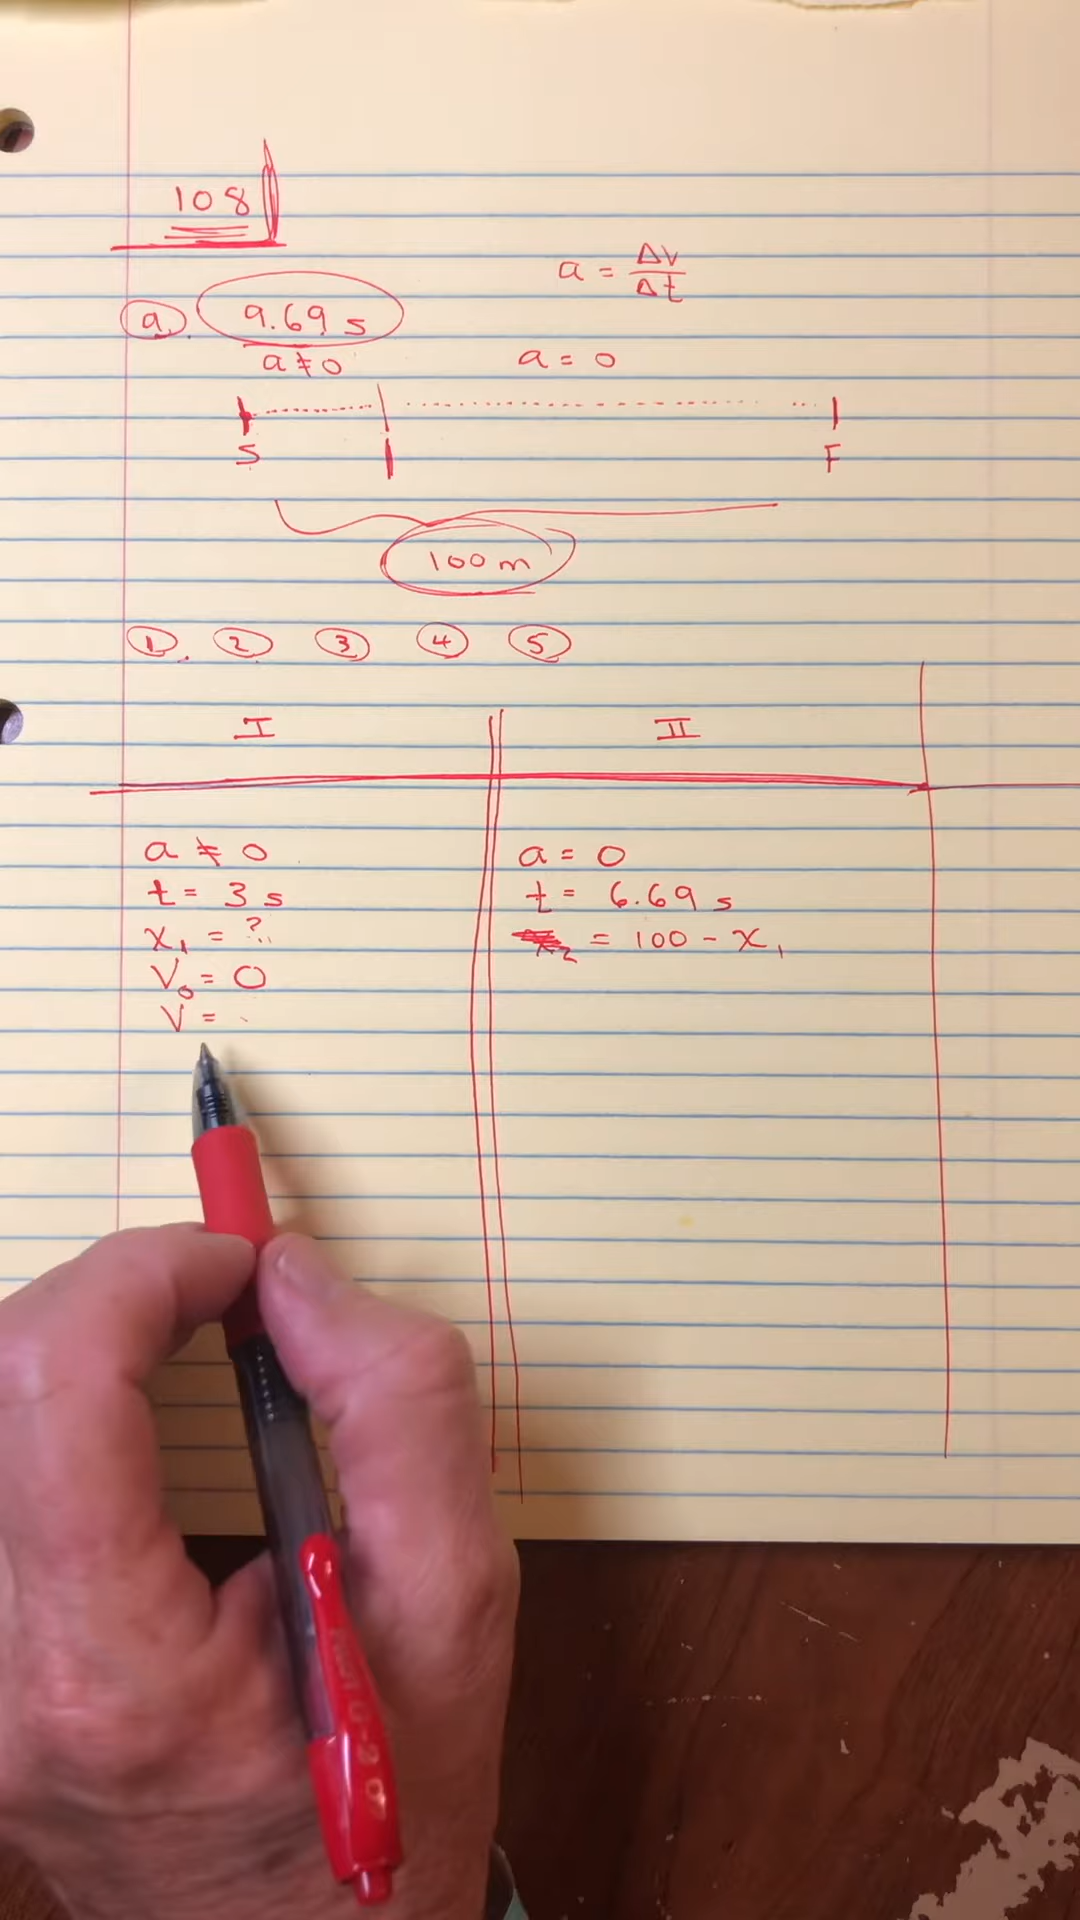 108
a = Δv/Δt
a. 9.69 s
a ≠ 0 a = 0
S I F
100 m
1. 2 3 4 5
I II
a ≠ 0 a = 0
t = 3 s t = 6.69 s
x₁ = ? ₂ = 100 - x₁
V₀ = 0
V =